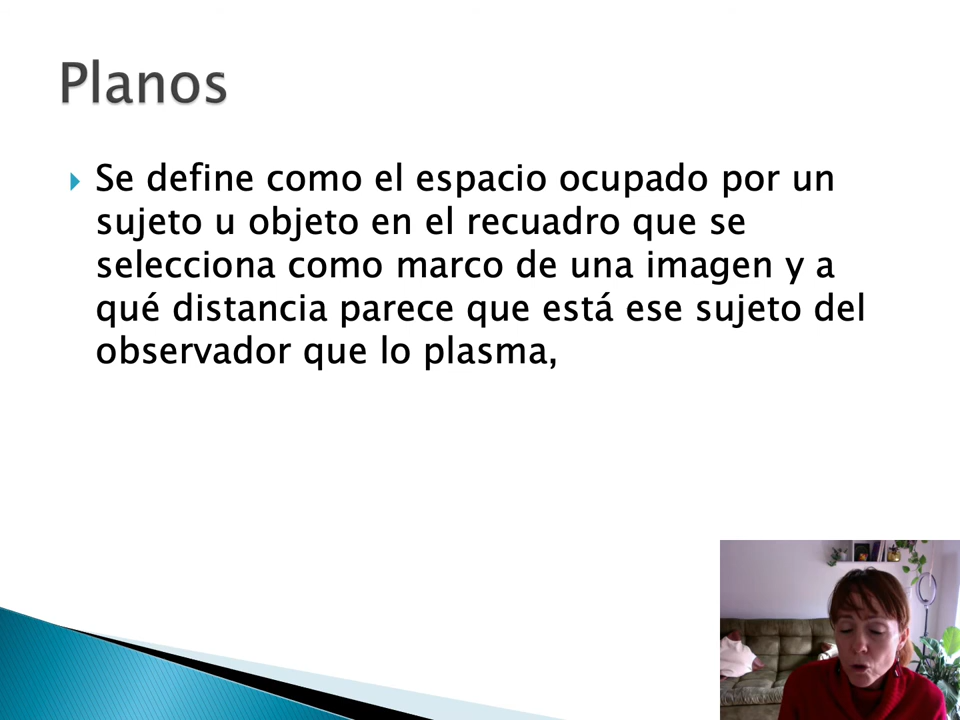 Planos
Se define como el espacio ocupado por un
sujeto u objeto en el recuadro que se
selecciona como marco de una imagen y a
qué distancia parece que está ese sujeto del
observador que lo plasma,